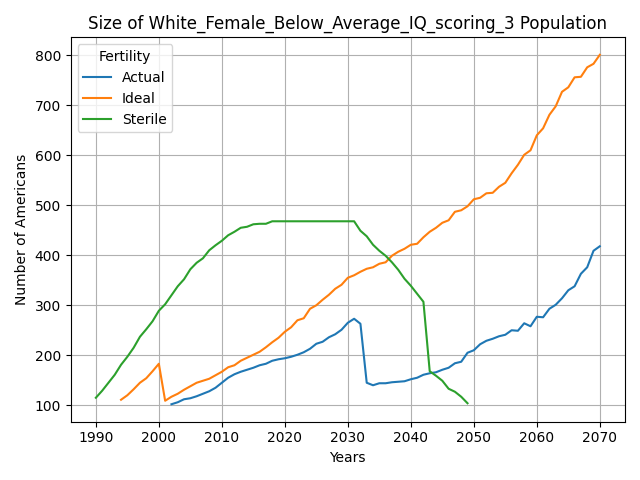 Size of White_Female_Below_Average_IQ_scoring_3 Population
Fertility
Actual
Ideal
Sterile
Number of Americans
800
700
600
500
400
300
200
100
1990 2000 2010 2020 2030 2040 2050 2060 2070
Years